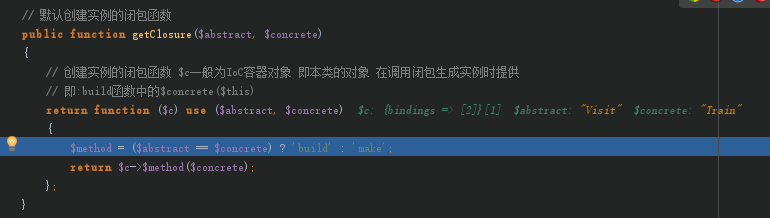 // 默认创建实例的闭包函数
public function getClosure($abstract, $concrete)
{
// 创建实例的闭包函数 $c一般为IoC容器对象 即本类的对象 在调用闭包生成实例时提供
// 即:build函数中的$concrete($this)
return function ($c) use ($abstract, $concrete) $c: {bindings => [2]}[1] $abstract: "Visit" $concrete: "Train"
{
$method = ($abstract == $concrete) ? 'build' : 'make';
return $c->$method($concrete);
};
}